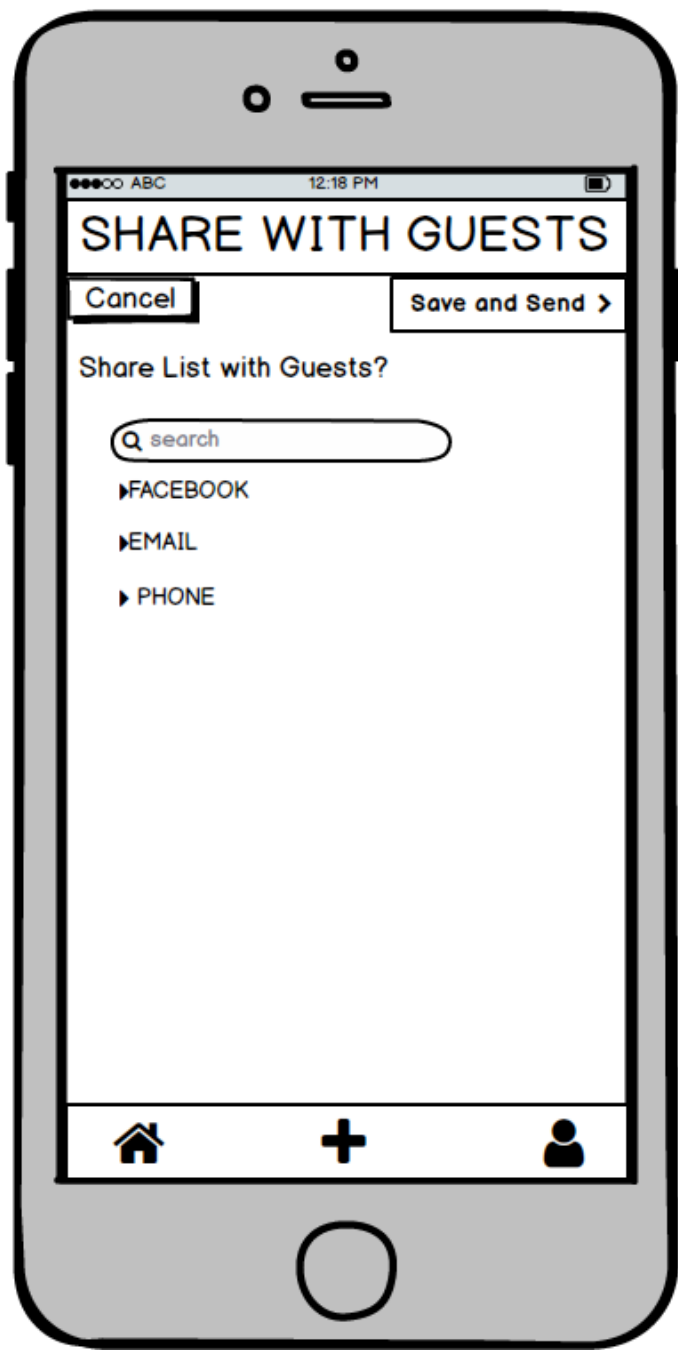 ABC 12:18 PM
SHARE WITH GUESTS
Cancel Save and Send >
Share List with Guests?
search
FACEBOOK
EMAIL
PHONE